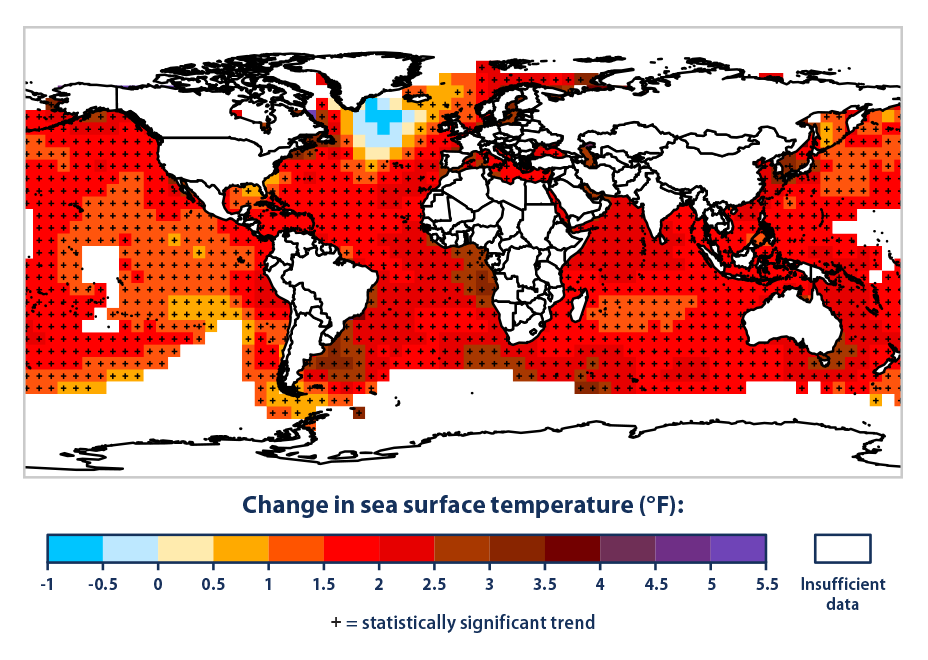 Change in sea surface temperature (°F):
-1 -0.5 0 0.5 1 1.5 2 2.5 3 3.5 4 4.5 5 5.5
Insufficient
data
+ = statistically significant trend